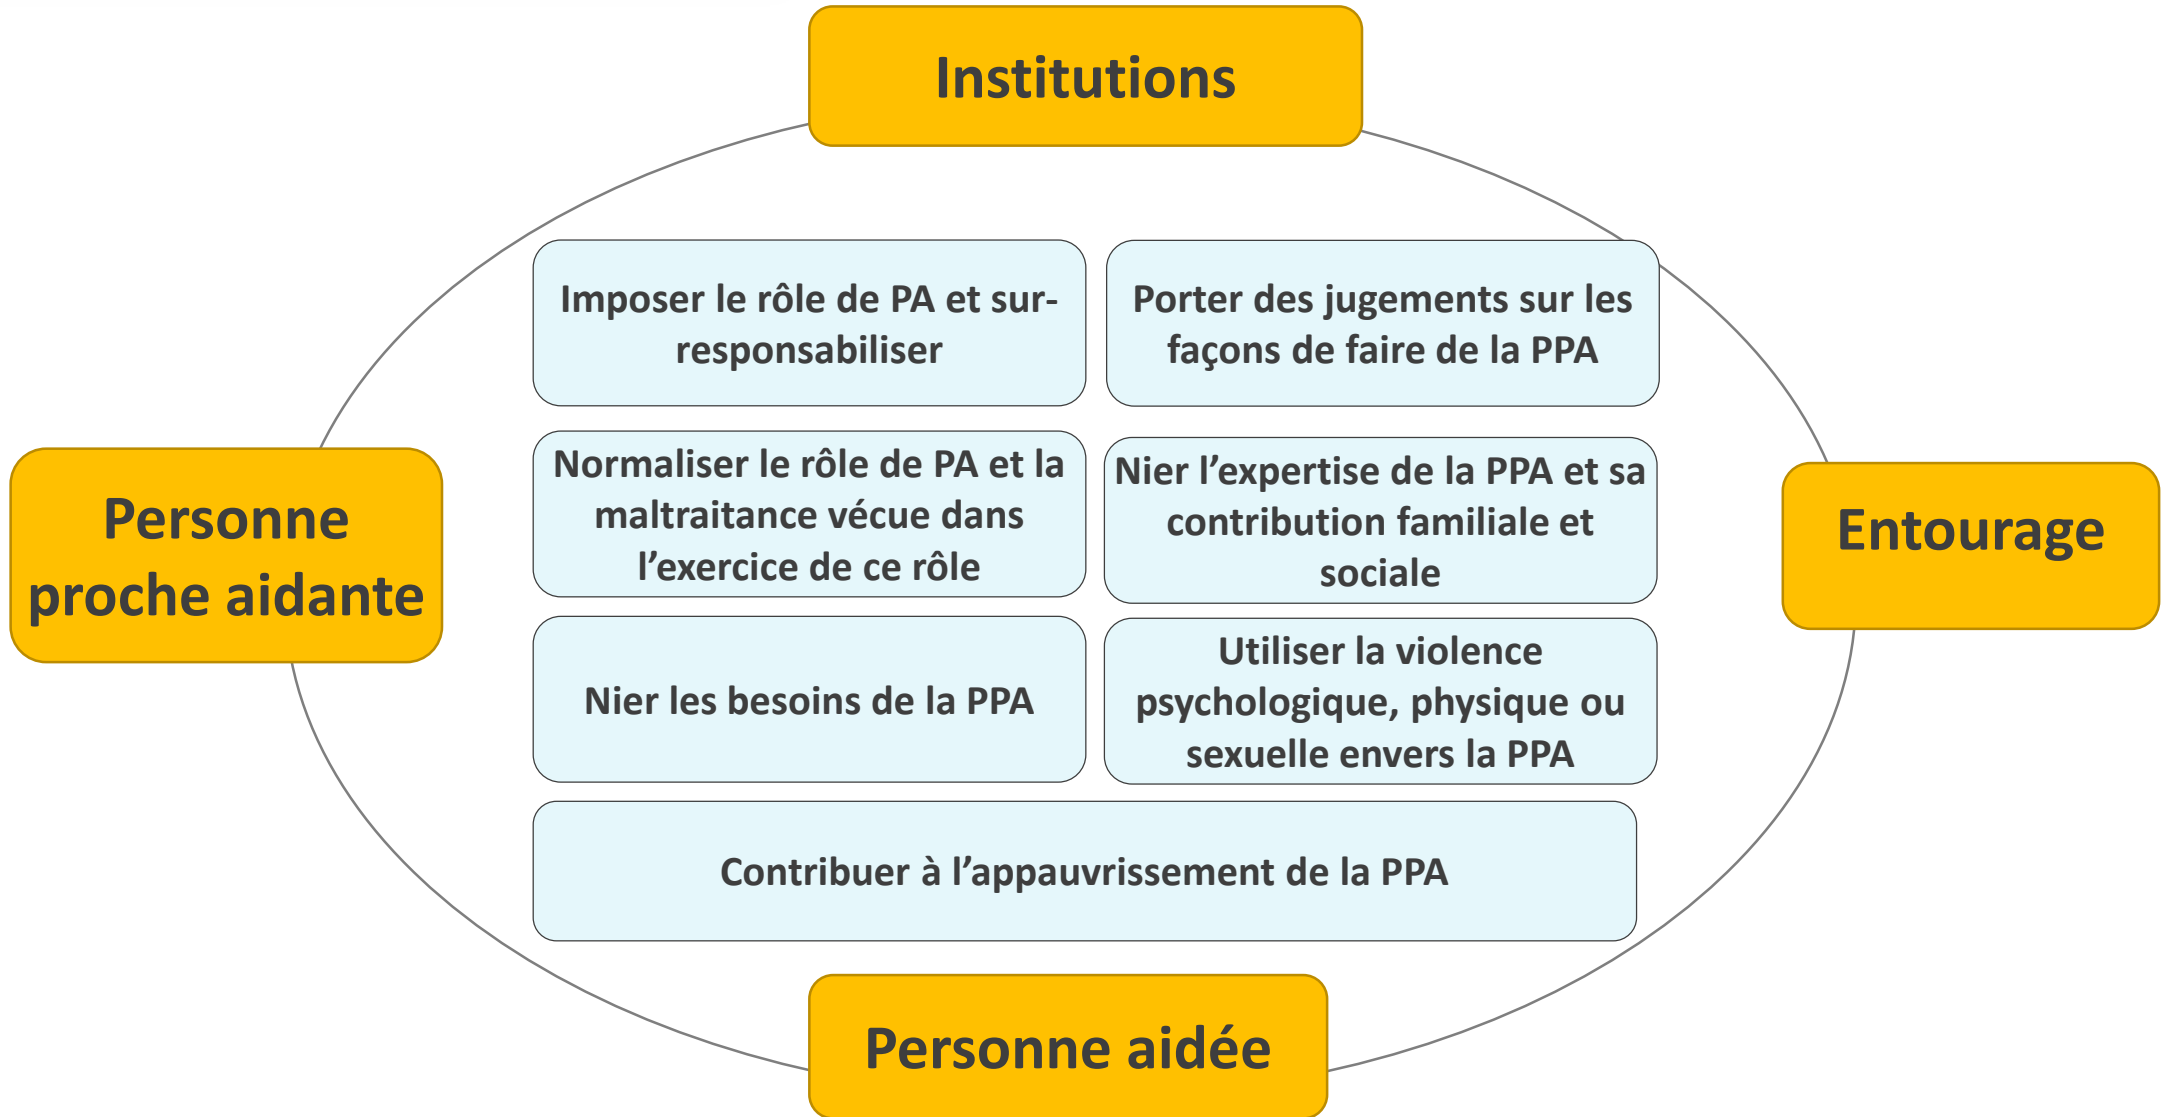 Institutions
Imposer le rôle de PA et sur-
responsabiliser
Porter des jugements sur les
façons de faire de la PPA
Personne
proche aidante
Normaliser le rôle de PA et la
maltraitance vécue dans
l’exercice de ce rôle
Nier l’expertise de la PPA et sa
contribution familiale et
sociale
Entourage
Nier les besoins de la PPA
Utiliser la violence
psychologique, physique ou
sexuelle envers la PPA
Contribuer à l’appauvrissement de la PPA
Personne aidée